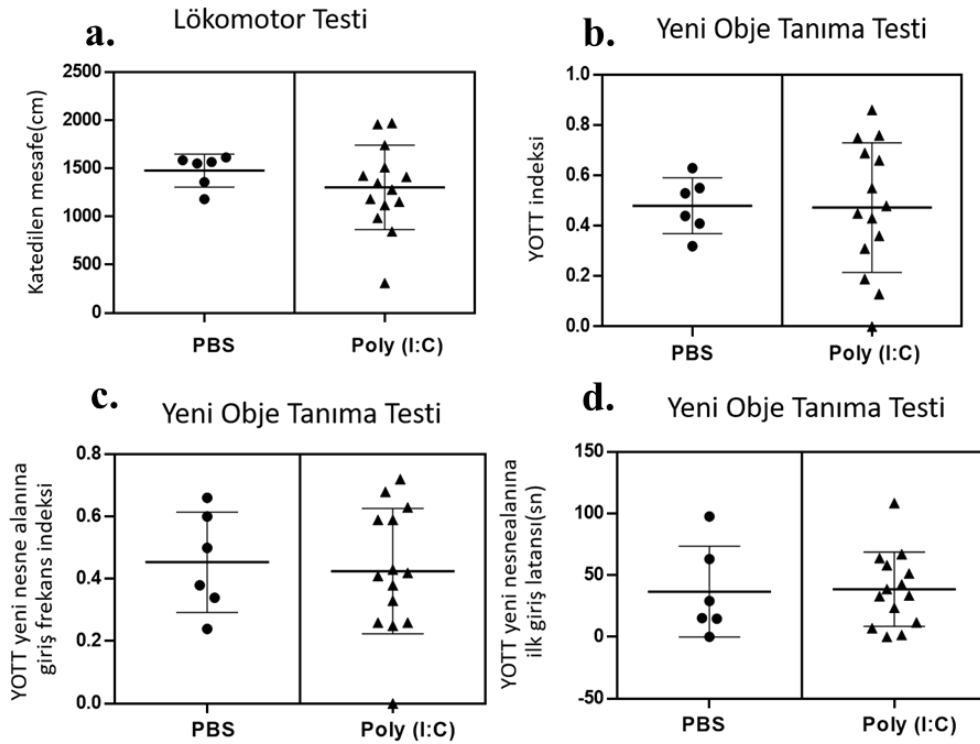 a.
Lökomotor Testi
Katedilen mesafe(cm)
2500
2000
1500
1000
500
0
PBS
Poly (I:C)
b.
Yeni Obje Tanıma Testi
YOTT indeksi
1.0
0.8
0.6
0.4
0.2
0.0
PBS
Poly (I:C)
c.
Yeni Obje Tanıma Testi
YOTT yeni nesne alanına
giriş frekans indeksi
0.8
0.6
0.4
0.2
0.0
PBS
Poly (I:C)
d.
Yeni Obje Tanıma Testi
YOTT yeni nesnealanına
ilk giriş latansı(sn)
150
100
50
0
-50
PBS
Poly (I:C)